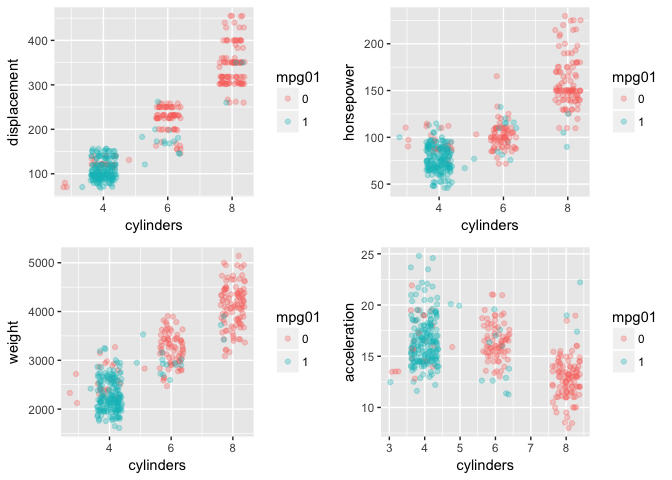 displacement
400
300
200
100
4 6 8
cylinders
mpg01
0
1
horsepower
200
150
100
50
4 6 8
cylinders
mpg01
0
1
weight
5000
4000
3000
2000
4 6 8
cylinders
mpg01
0
1
acceleration
25
20
15
10
3 4 5 6 7 8
cylinders
mpg01
0
1